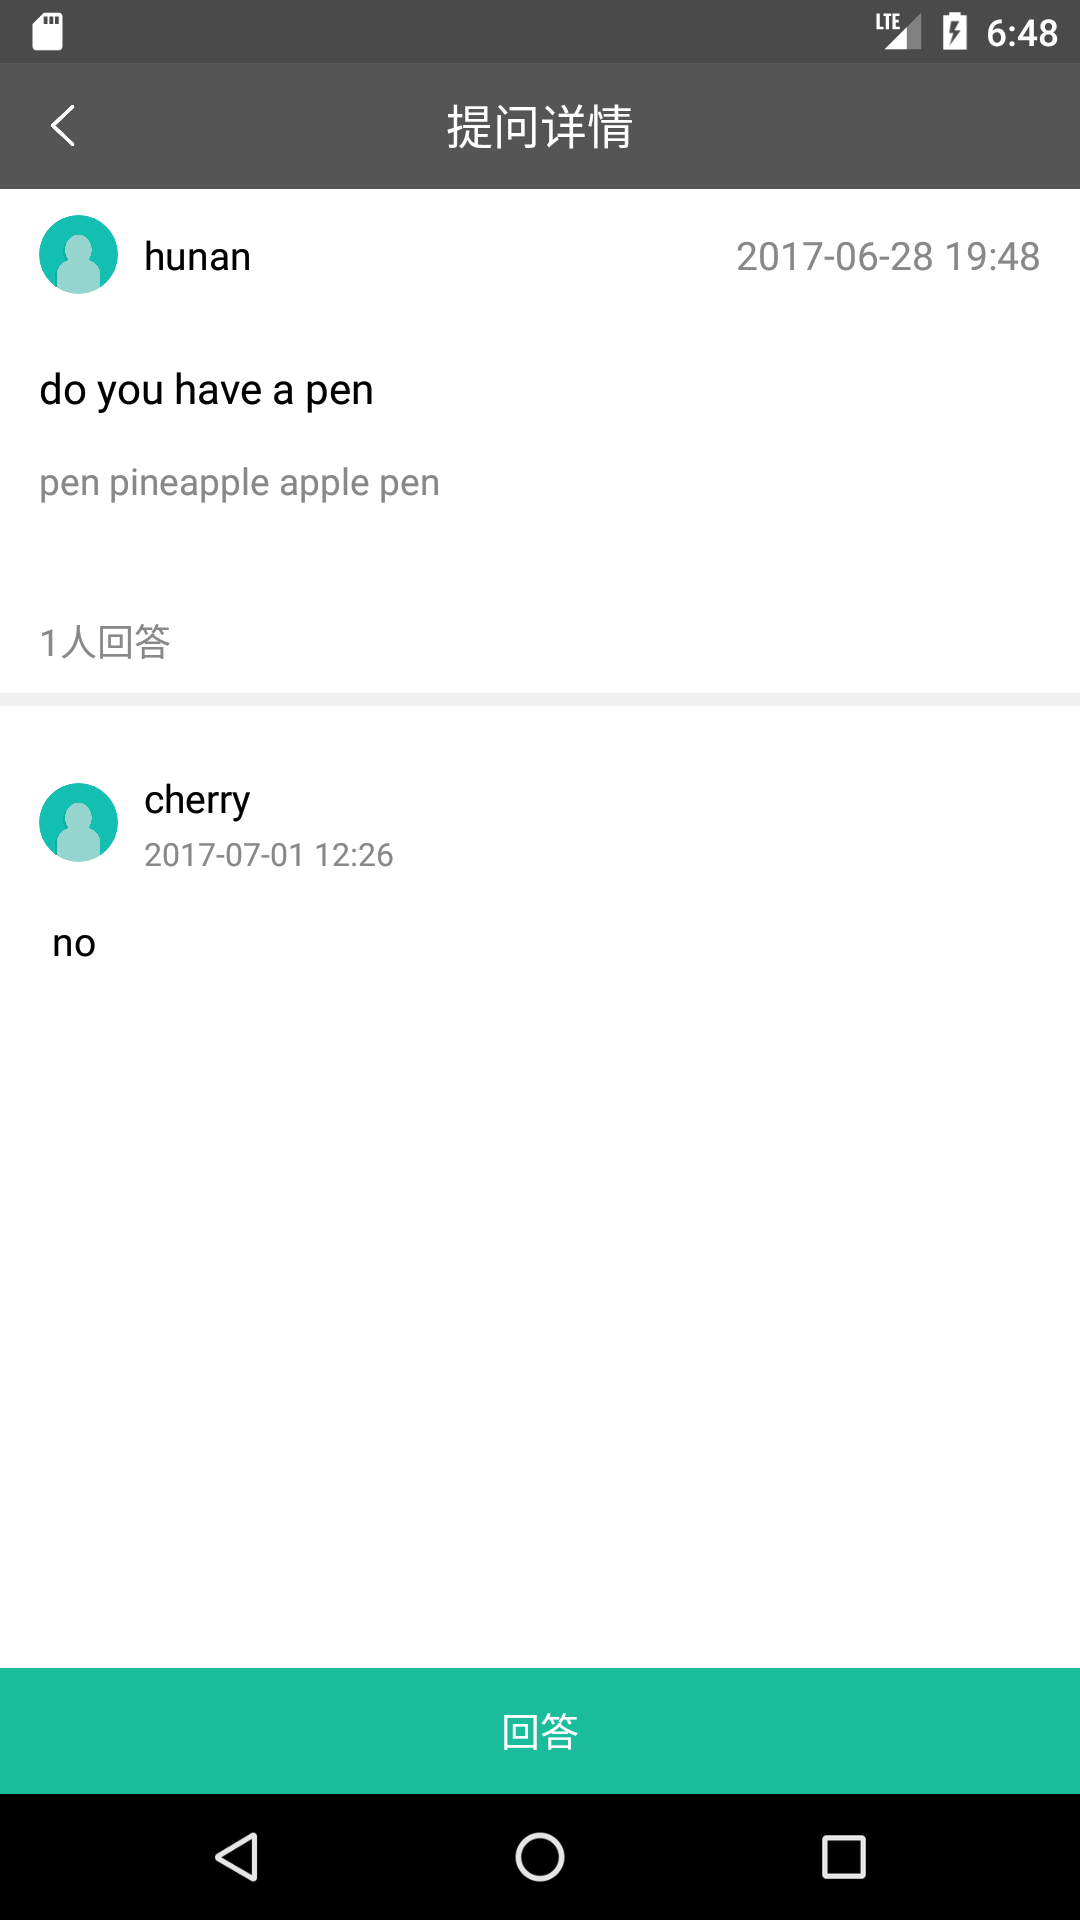 LTE 6:48
提问详情
hunan 2017-06-28 19:48
do you have a pen
pen pineapple apple pen
1人回答
cherry
2017-07-01 12:26
no
回答